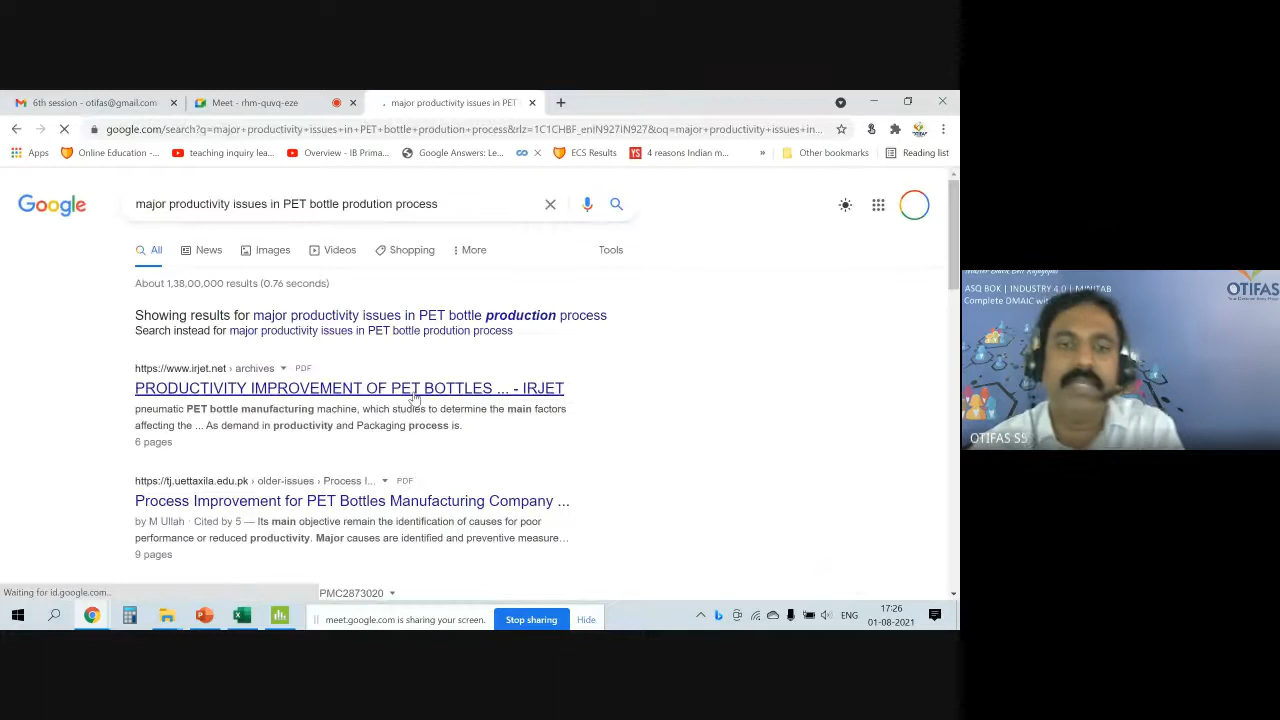 6th session - otifas@gmail.com
Meet - rhm-quvq-eze
major productivity issues in PET
google.com/search?q=major+productivity+issues+in+PET+bottle+prodution+process&rlz=1C1CHBF_enIN927IN927&oq=major+productivity+issues+in...
Apps
Online Education -...
teaching inquiry lea...
Overview - IB Prima...
Google Answers: Le...
ECS Results
4 reasons Indian m...
»
Other bookmarks
Reading list
Google
major productivity issues in PET bottle prodution process
All
News
Images
Videos
Shopping
More
Tools
About 1,38,00,000 results (0.76 seconds)
Showing results for major productivity issues in PET bottle production process
Search instead for major productivity issues in PET bottle prodution process
https://www.irjet.net › archives PDF
PRODUCTIVITY IMPROVEMENT OF PET BOTTLES ... - IRJET
pneumatic PET bottle manufacturing machine, which studies to determine the main factors
affecting the ... As demand in productivity and Packaging process is.
6 pages
https://tj.uettaxila.edu.pk › older-issues › Process I... PDF
Process Improvement for PET Bottles Manufacturing Company ...
by M Ullah · Cited by 5 — Its main objective remain the identification of causes for poor
performance or reduced productivity. Major causes are identified and preventive measure...
9 pages
PMC2873020
Waiting for id.google.com...
meet.google.com is sharing your screen.
Stop sharing
Hide
ENG
17:26
01-08-2021
ASQ BOK | INDUSTRY 4.0 | MINITAB
Complete DMAIC wit
OTIFAS
OTIFAS SS